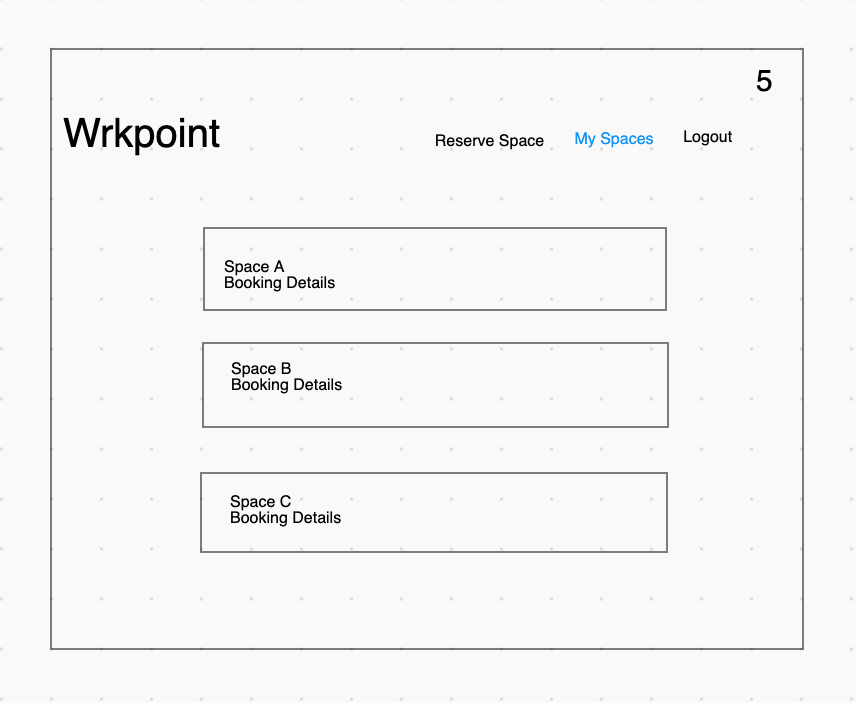 5
Wrkpoint
Reserve Space
My Spaces
Logout
Space A
Booking Details
Space B
Booking Details
Space C
Booking Details